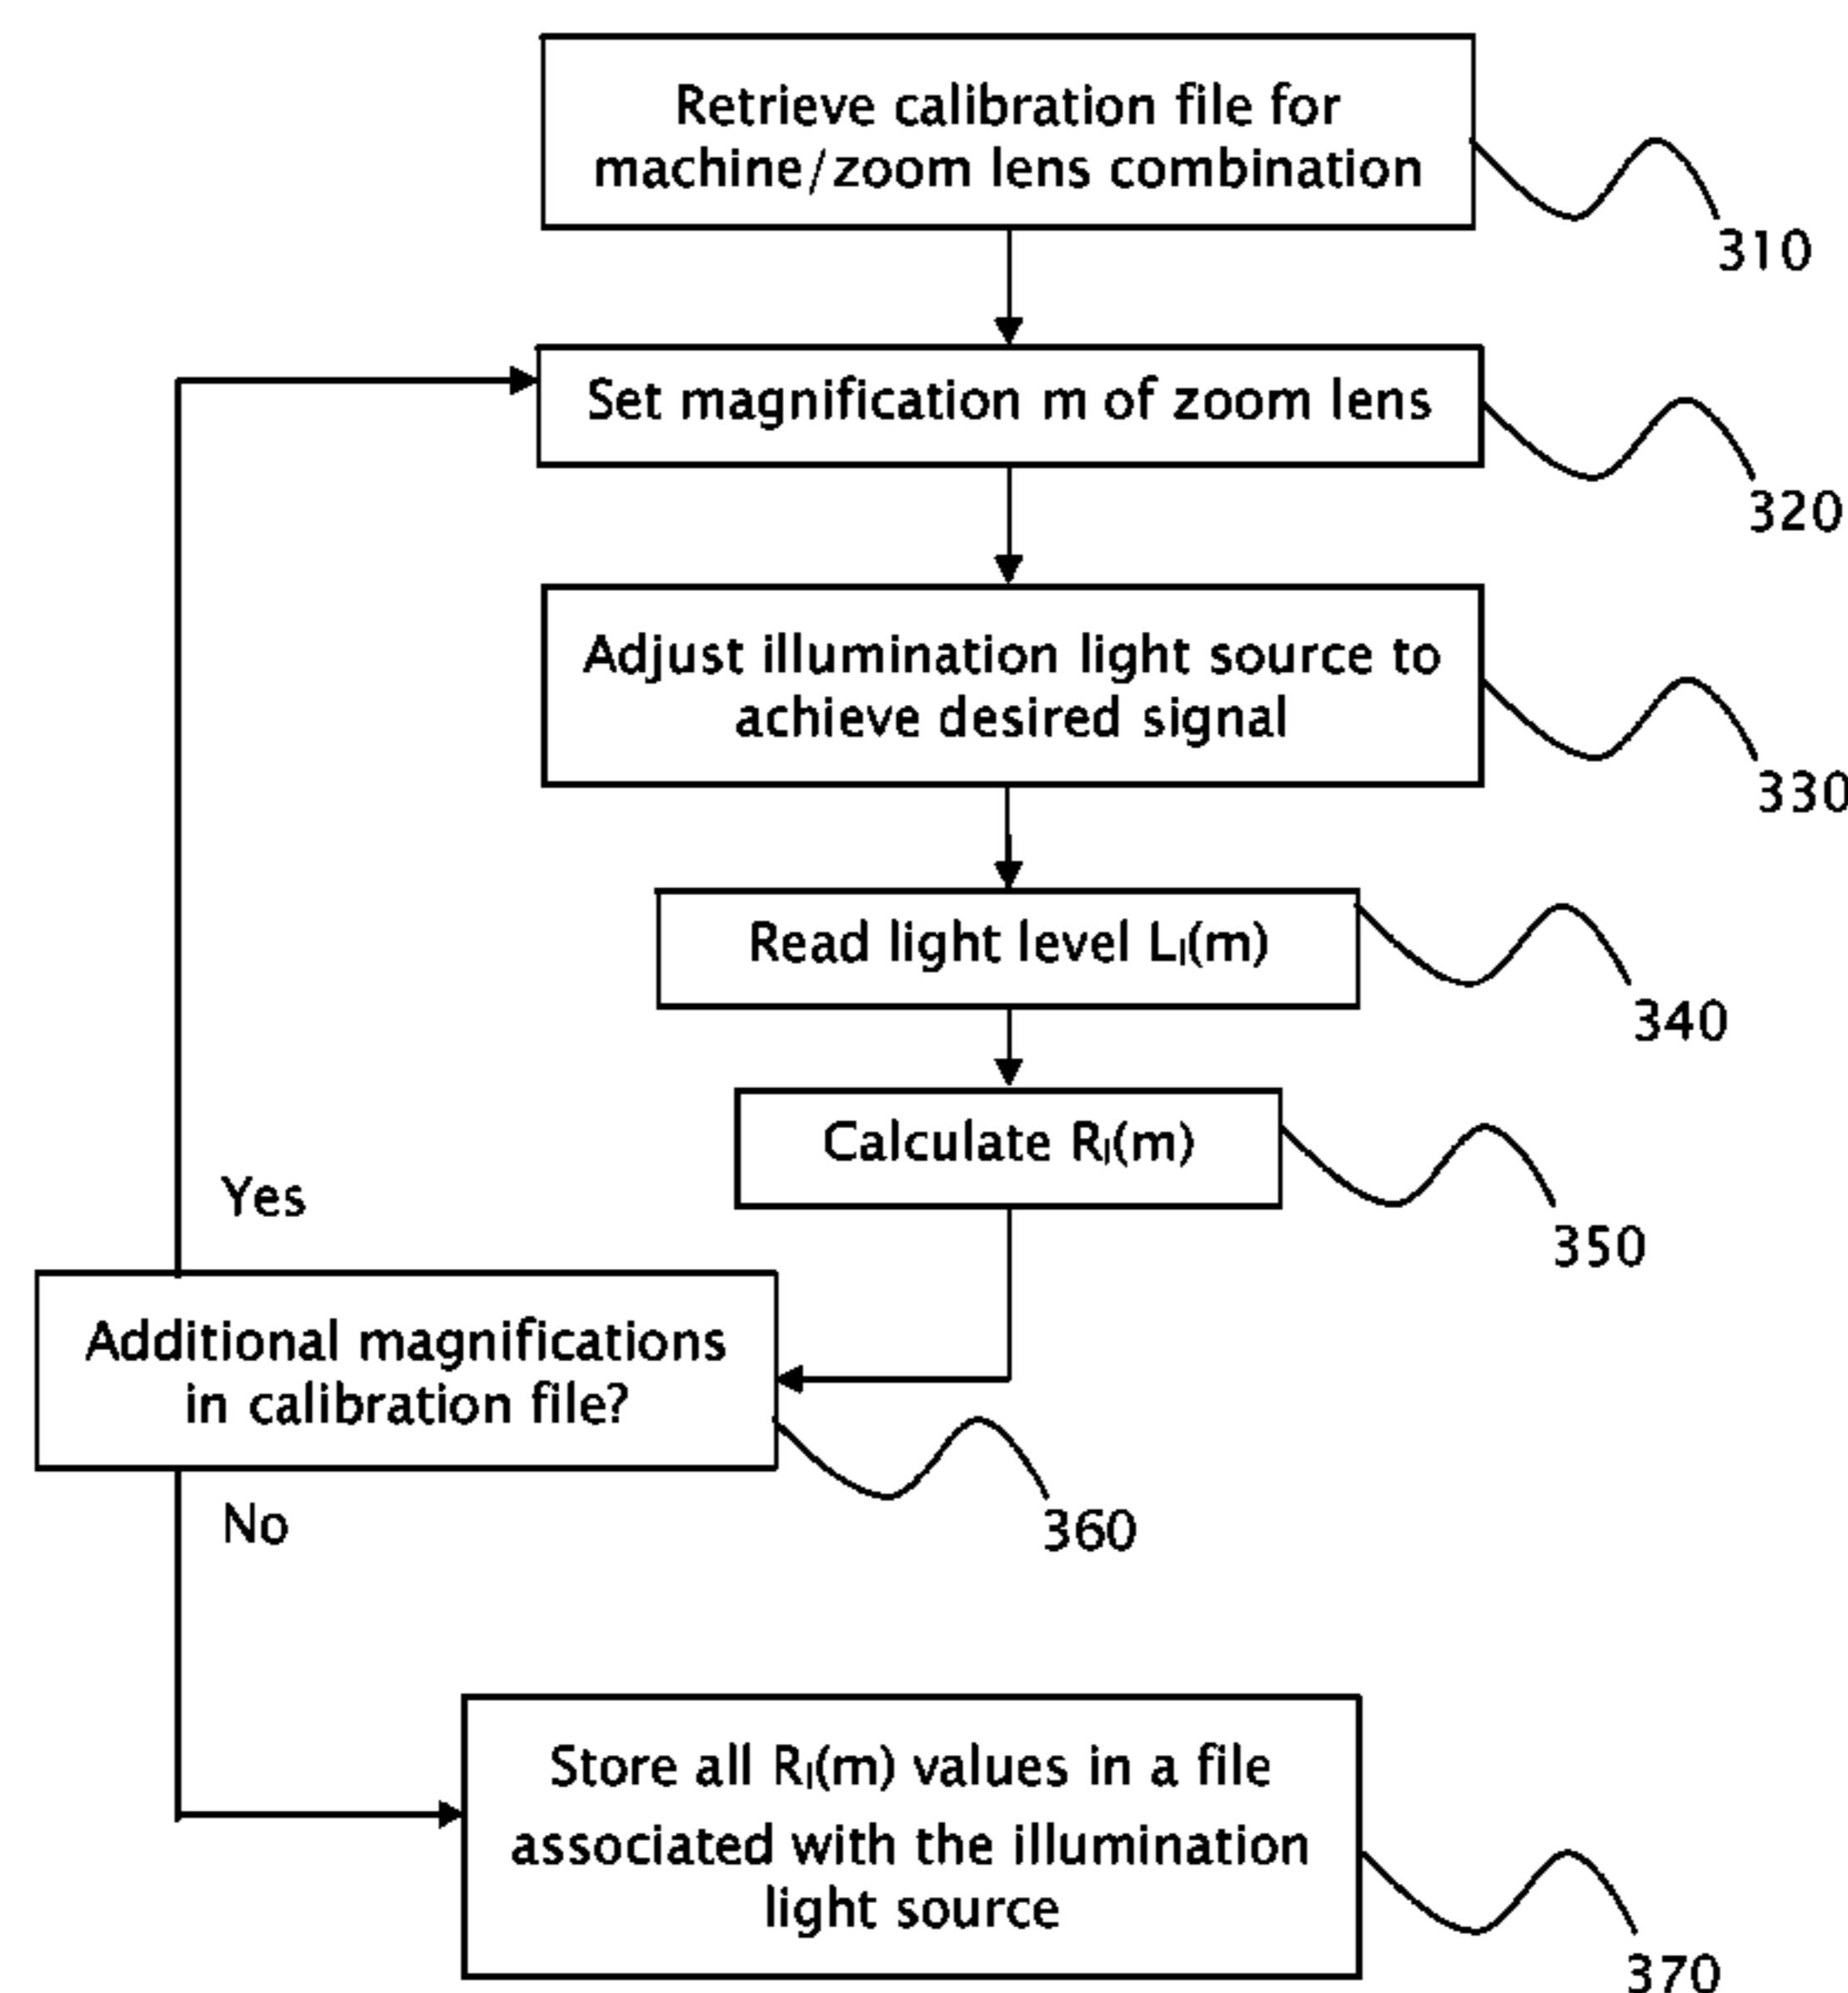 Retrieve calibration file for
machine/zoom lens combination
310
Set magnification m of zoom lens
320
Adjust illumination light source to
achieve desired signal
330
Read light level Lₗ(m)
340
Calculate Rₗ(m)
350
Yes
Additional magnifications
in calibration file?
360
No
Store all Rₗ(m) values in a file
associated with the illumination
light source
370